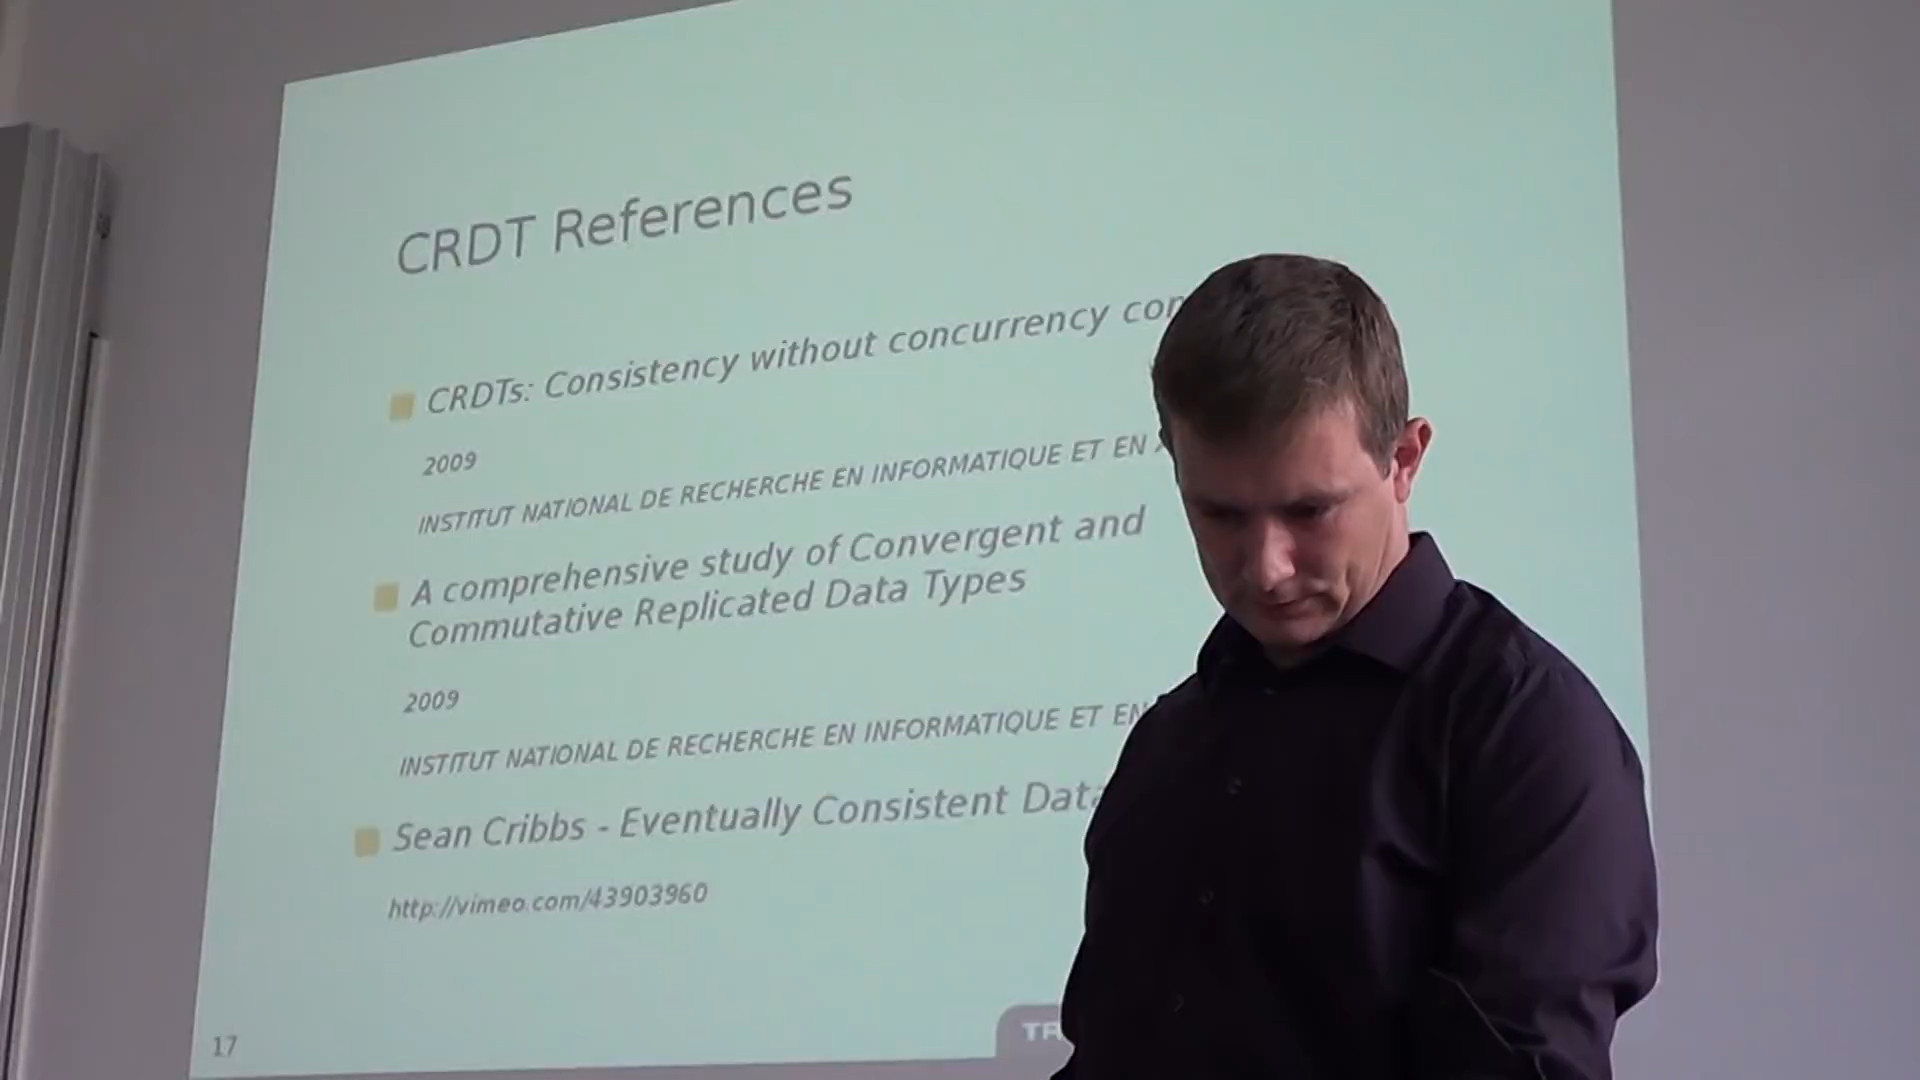 CRDT References
CRDTs: Consistency without concurrency
2009
INSTITUT NATIONAL DE RECHERCHE EN INFORMATIQUE ET EN
A comprehensive study of Convergent and
Commutative Replicated Data Types
2009
INSTITUT NATIONAL DE RECHERCHE EN INFORMATIQUE ET EN
Sean Cribbs - Eventually Consistent Data
http://vimeo.com/43903960
17